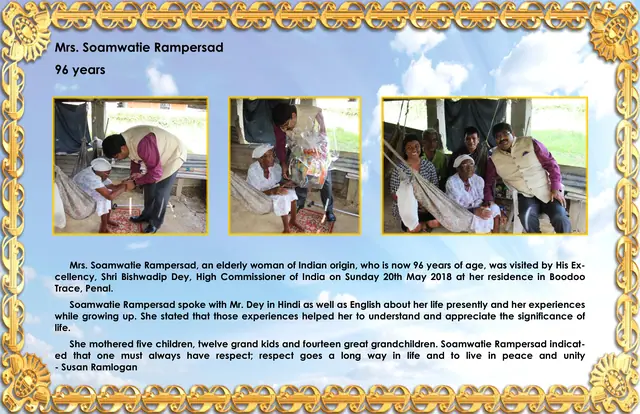 Mrs. Soamwatie Rampersad
96 years
Mrs. Soamwatie Rampersad, an elderly woman of Indian origin, who is now 96 years of age, was visited by His Ex-
cellency, Shri Bishwadip Dey, High Commissioner of India on Sunday 20th May 2018 at her residence in Boodoo
Trace, Penal.
Soamwatie Rampersad spoke with Mr. Dey in Hindi as well as English about her life presently and her experiences
while growing up. She stated that those experiences helped her to understand and appreciate the significance of
life.
She mothered five children, twelve grand kids and fourteen great grandchildren. Soamwatie Rampersad indicat-
ed that one must always have respect; respect goes a long way in life and to live in peace and unity
- Susan Ramlogan